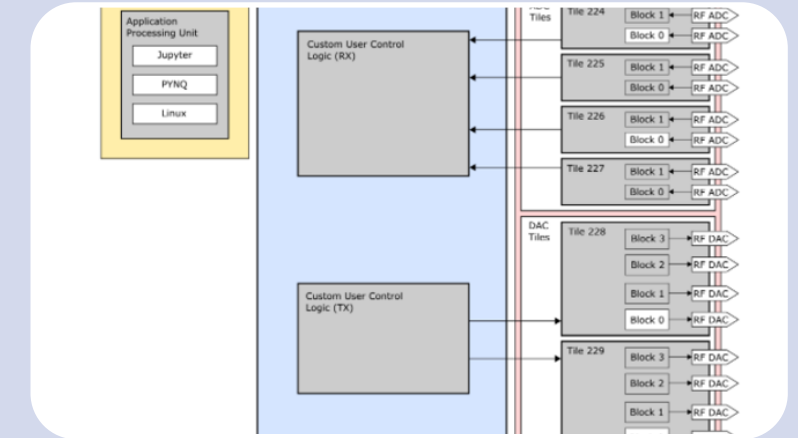 Application
Processing Unit
Jupyter
PYNQ
Linux
Custom User Control
Logic (RX)
Custom User Control
Logic (TX)
Tiles
Tile 224
Block 1
RF ADC
Block 0
RF ADC
Tile 225
Block 1
RF ADC
Block 0
RF ADC
Tile 226
Block 1
RF ADC
Block 0
RF ADC
Tile 227
Block 1
RF ADC
Block 0
RF ADC
DAC
Tiles
Tile 228
Block 3
RF DAC
Block 2
RF DAC
Block 1
RF DAC
Block 0
RF DAC
Tile 229
Block 3
RF DAC
Block 2
RF DAC
Block 1
RF DAC